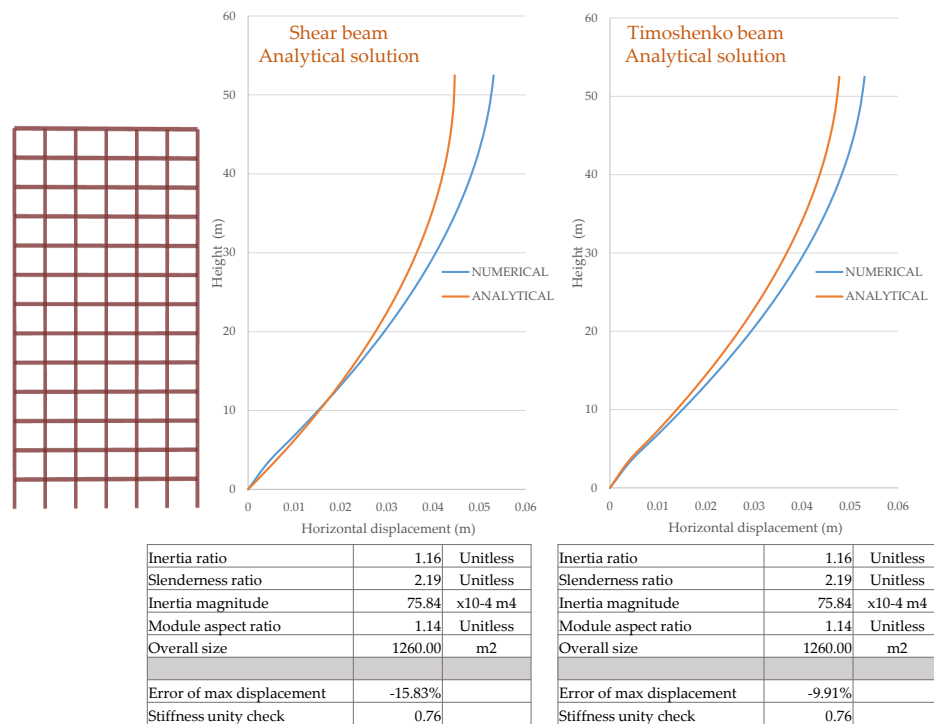 Shear beam
Analytical solution
60
50
40
30
20
10
0
Height (m)
0 0.01 0.02 0.03 0.04 0.05 0.06
Horizontal displacement (m)
NUMERICAL
ANALYTICAL
Timoshenko beam
Analytical solution
60
50
40
30
20
10
0
Height (m)
0 0.01 0.02 0.03 0.04 0.05 0.06
Horizontal displacement (m)
NUMERICAL
ANALYTICAL
Inertia ratio 1.16 Unitless
Slenderness ratio 2.19 Unitless
Inertia magnitude 75.84 x10-4 m4
Module aspect ratio 1.14 Unitless
Overall size 1260.00 m2
Error of max displacement -15.83%
Stiffness unity check 0.76
Inertia ratio 1.16 Unitless
Slenderness ratio 2.19 Unitless
Inertia magnitude 75.84 x10-4 m4
Module aspect ratio 1.14 Unitless
Overall size 1260.00 m2
Error of max displacement -9.91%
Stiffness unity check 0.76